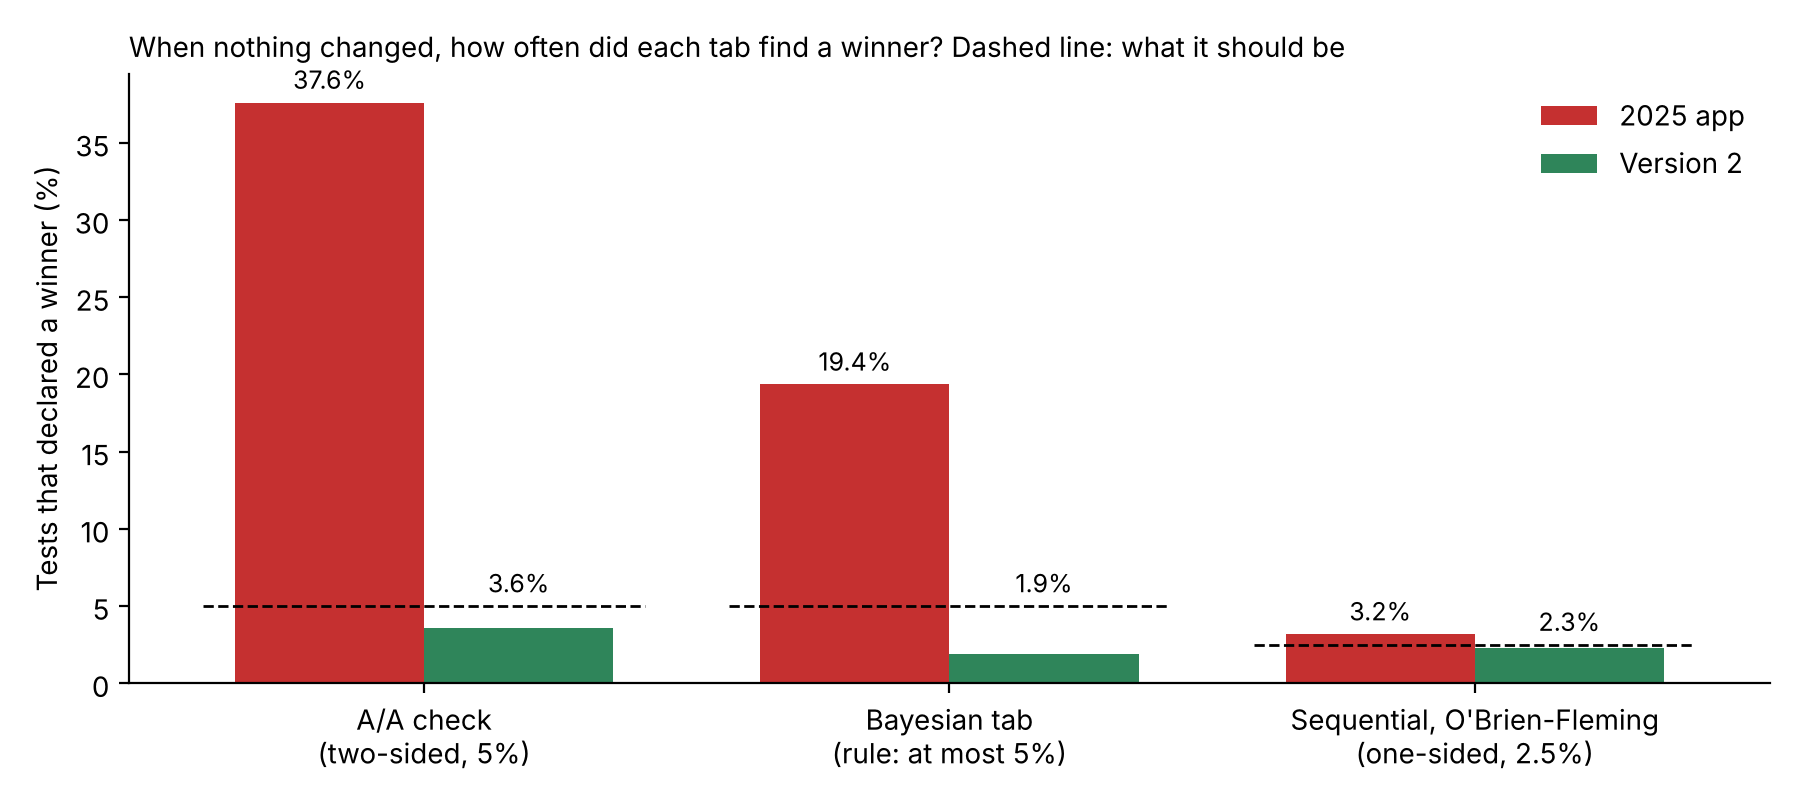 When nothing changed, how often did each tab find a winner? Dashed line: what it should be
37.6%
2025 app
Version 2
Tests that declared a winner (%)
35
30
25
20
15
10
5
0
19.4%
3.6%
1.9%
3.2%
2.3%
A/A check
(two-sided, 5%)
Bayesian tab
(rule: at most 5%)
Sequential, O'Brien-Fleming
(one-sided, 2.5%)